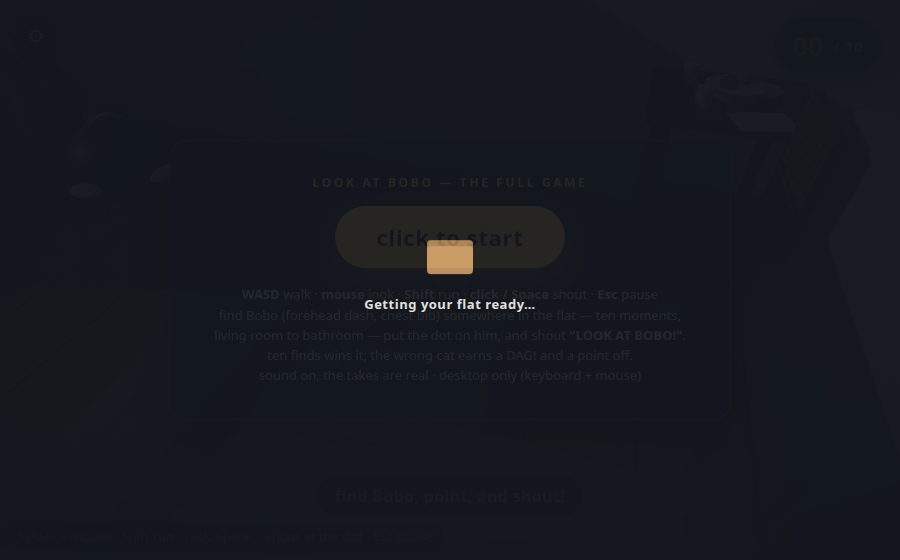 00 / 10
LOOK AT BOBO — THE FULL GAME
click to start
WASD walk · mouse look · Shift run · click / Space shout · Esc pause
Getting your flat ready...
find Bobo (forehead dash, chest bib) somewhere in the flat — ten moments,
living room to bathroom — put the dot on him, and shout "LOOK AT BOBO!".
ten finds wins it; the wrong cat earns a DAG! and a point off.
sound on, the takes are real · desktop only (keyboard + mouse)
find Bobo, point, and shout!